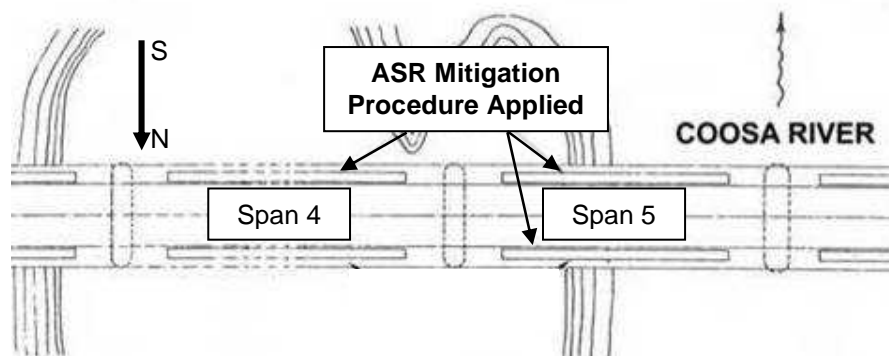 S
N
ASR Mitigation
Procedure Applied
COOSA RIVER
Span 4
Span 5